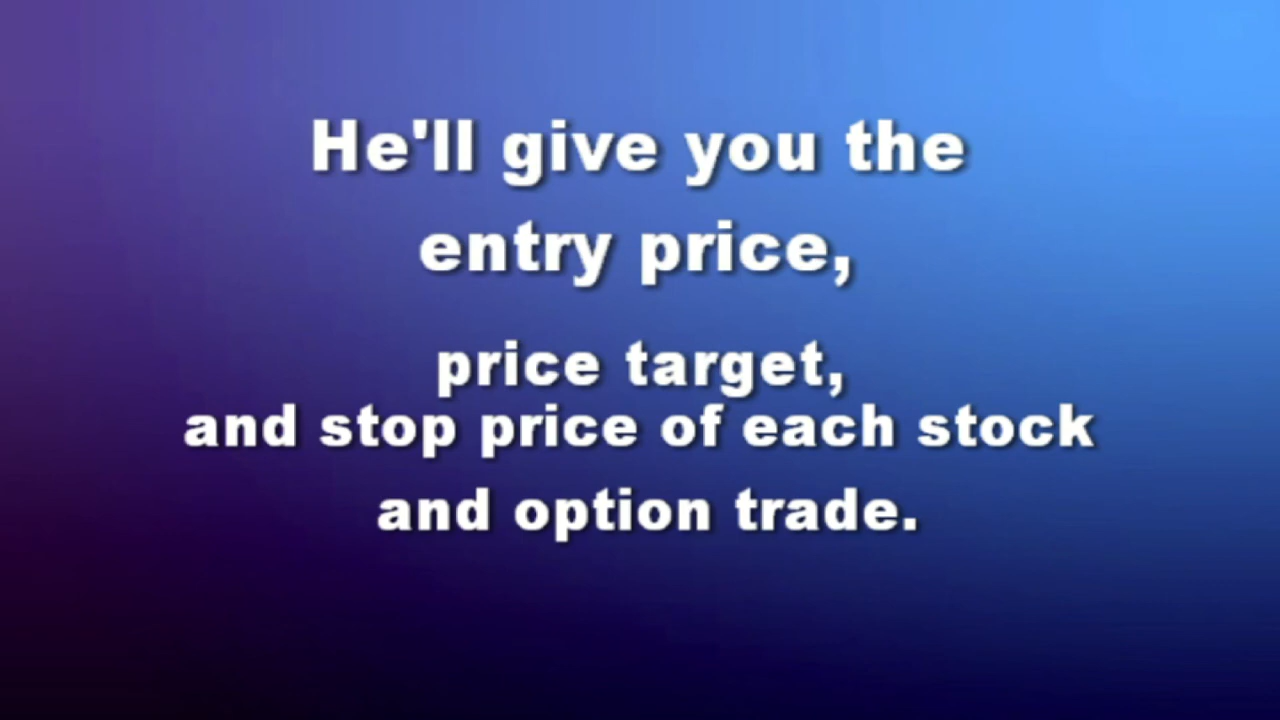 He'll give you the
entry price,
price target,
and stop price of each stock
and option trade.